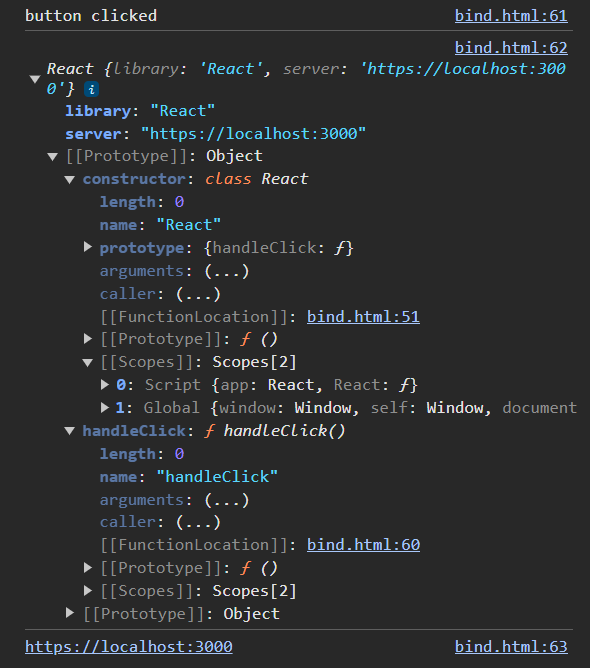 button clicked bind.html:61
bind.html:62
React {library: 'React', server: 'https://localhost:300
0'} i
library: "React"
server: "https://localhost:3000"
[[Prototype]]: Object
constructor: class React
length: 0
name: "React"
prototype: {handleClick: ƒ}
arguments: (...)
caller: (...)
[[FunctionLocation]]: bind.html:51
[[Prototype]]: ƒ ()
[[Scopes]]: Scopes[2]
0: Script {app: React, React: ƒ}
1: Global {window: Window, self: Window, document
handleClick: ƒ handleClick()
length: 0
name: "handleClick"
arguments: (...)
caller: (...)
[[FunctionLocation]]: bind.html:60
[[Prototype]]: ƒ ()
[[Scopes]]: Scopes[2]
[[Prototype]]: Object
https://localhost:3000 bind.html:63